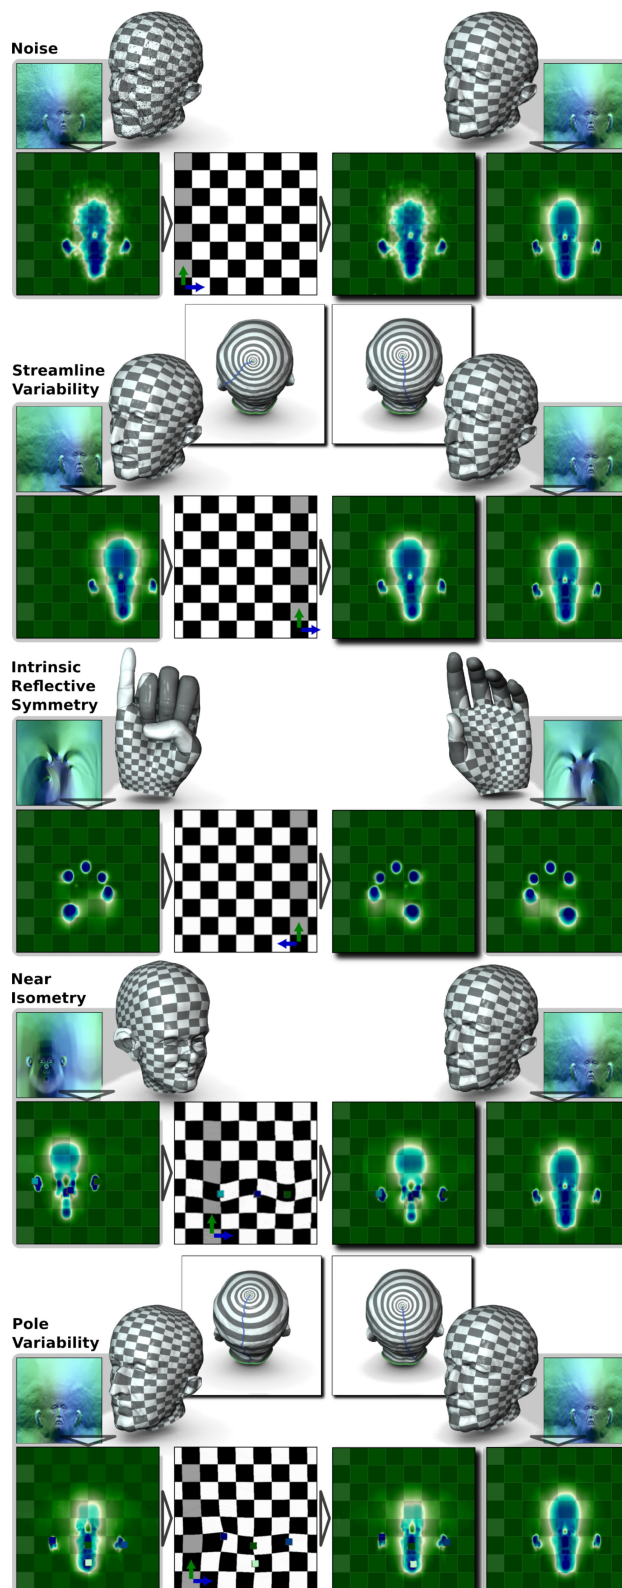 Noise
Streamline
Variability
Intrinsic
Reflective
Symmetry
Near
Isometry
Pole
Variability